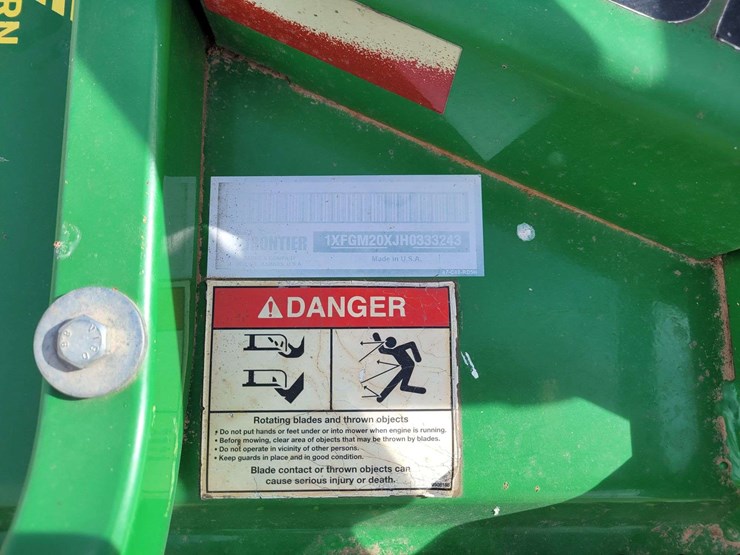 RN
FRONTIER
1XFGM20XJH0333243
Made in U.S.A.
DANGER
Rotating blades and thrown objects
• Do not put hands or feet under or into mower when engine is running.
• Before mowing, clear area of objects that may be thrown by blades.
• Do not operate in vicinity of other persons.
• Keep guards in place and in good condition.
Blade contact or thrown objects can
cause serious injury or death.